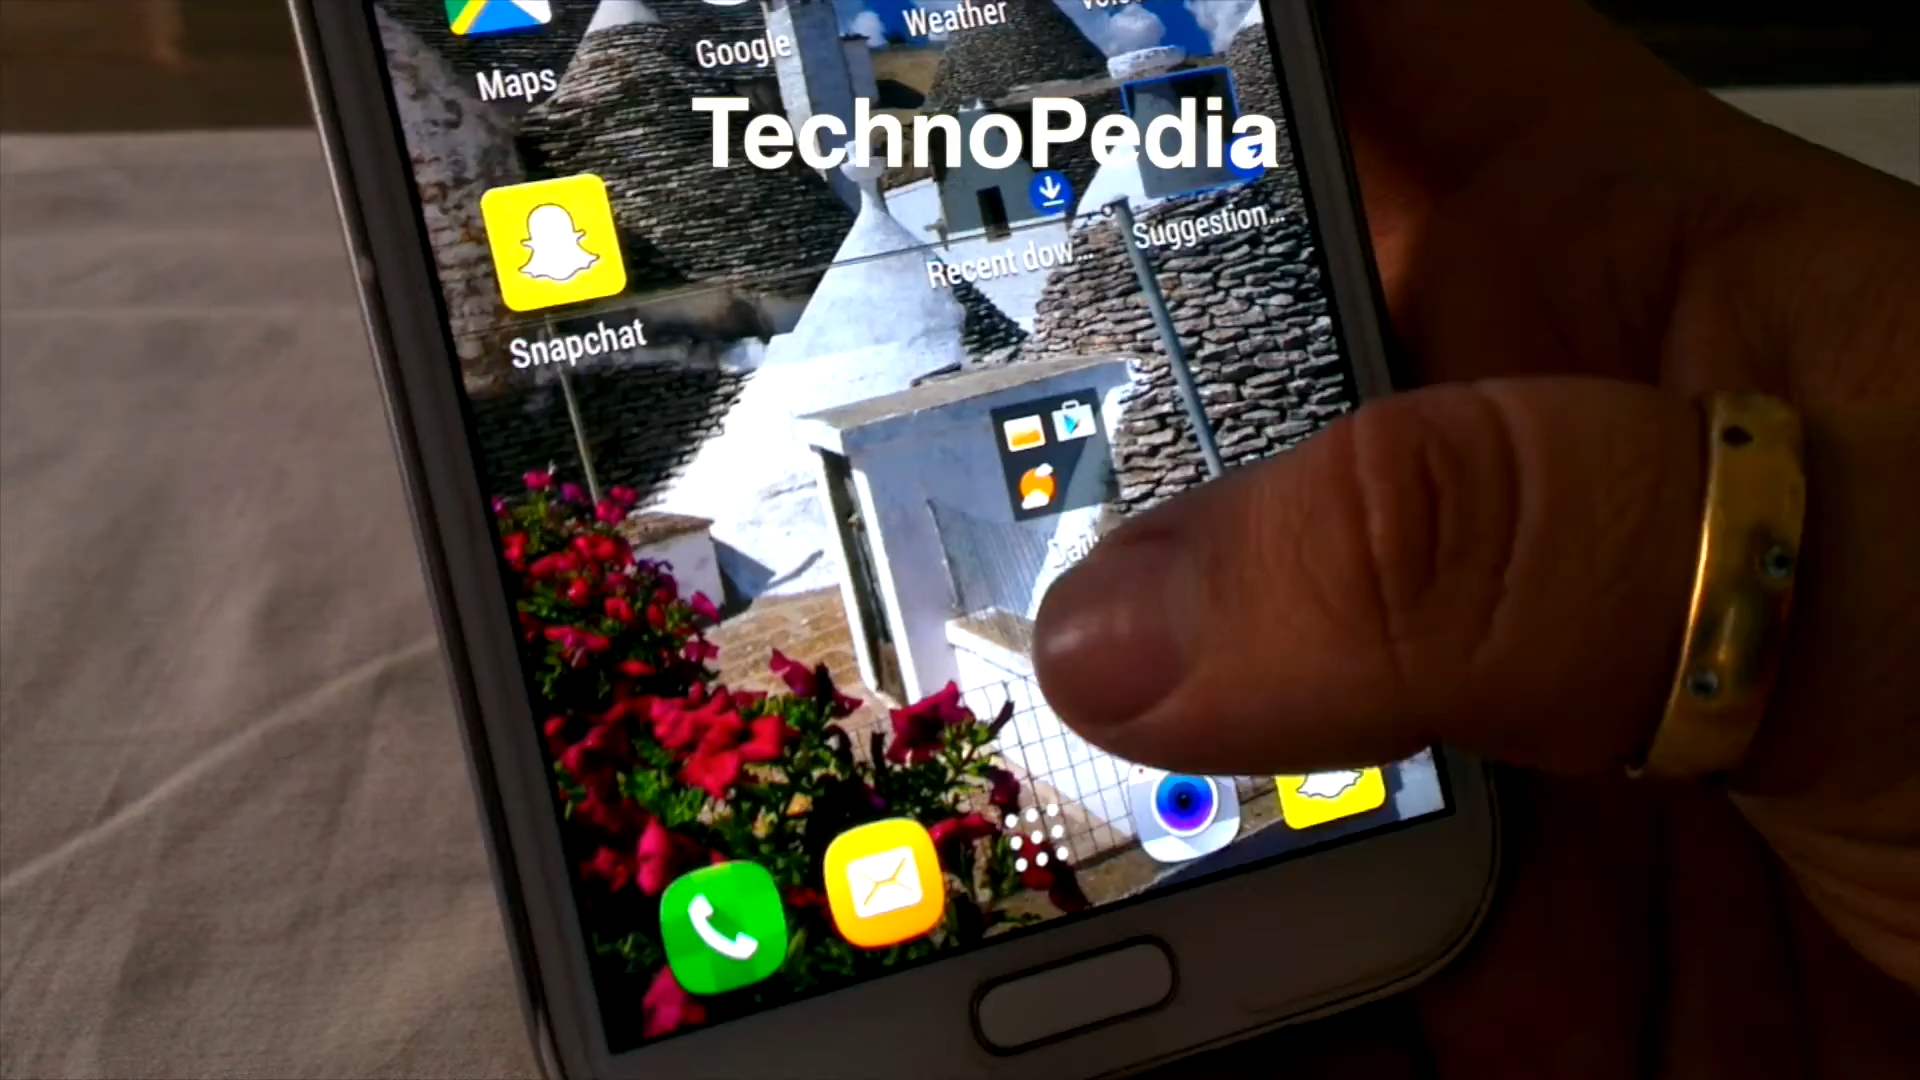 Weather
Google
Maps
TechnoPedia
Suggestion...
Recent dow...
Snapchat